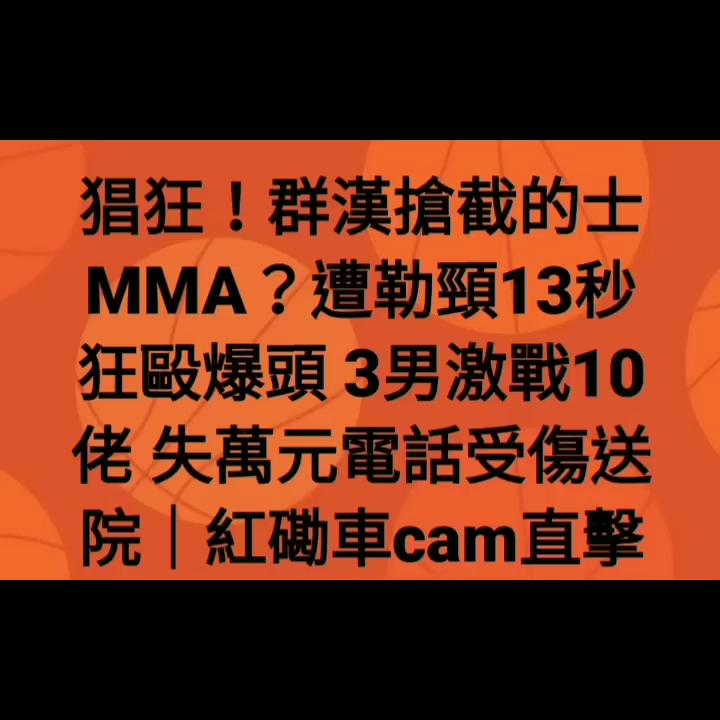 猖狂！群漢搶截的士
MMA？遭勒頸13秒
狂毆爆頭 3男激戰10
佬 失萬元電話受傷送
院｜紅磡車cam直擊